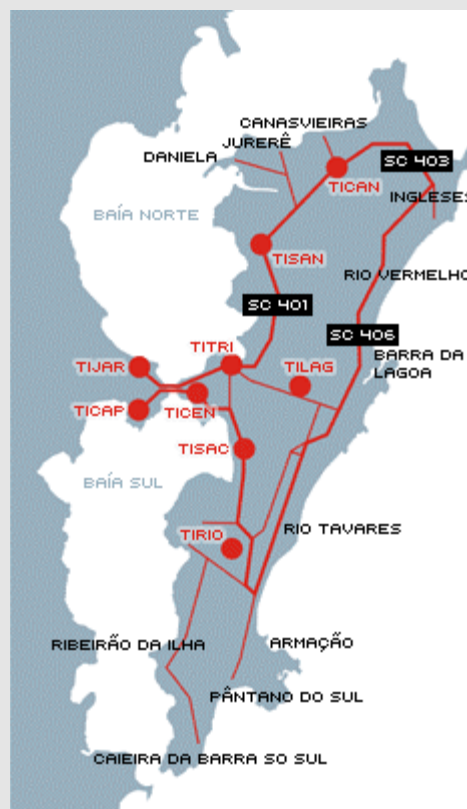 CANASVIEIRAS
JURERÊ
DANIELA
SC 403
TICAN
INGLESES
BAÍA NORTE
TISAN
RIO VERMELHO
SC 401
SC 406
TITRI
BARRA DA
LAGOA
TIJAR
TILAG
TICAP
TICEN
TISAC
BAÍA SUL
RIO TAVARES
TIRIO
RIBEIRÃO DA ILHA
ARMAÇÃO
PÂNTANO DO SUL
CAIEIRA DA BARRA SO SUL